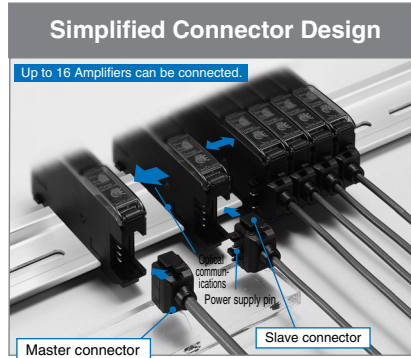 Simplified Connector Design
Up to 16 Amplifiers can be connected.
Optical
commun-
ications
Power supply pin
Slave connector
Master connector